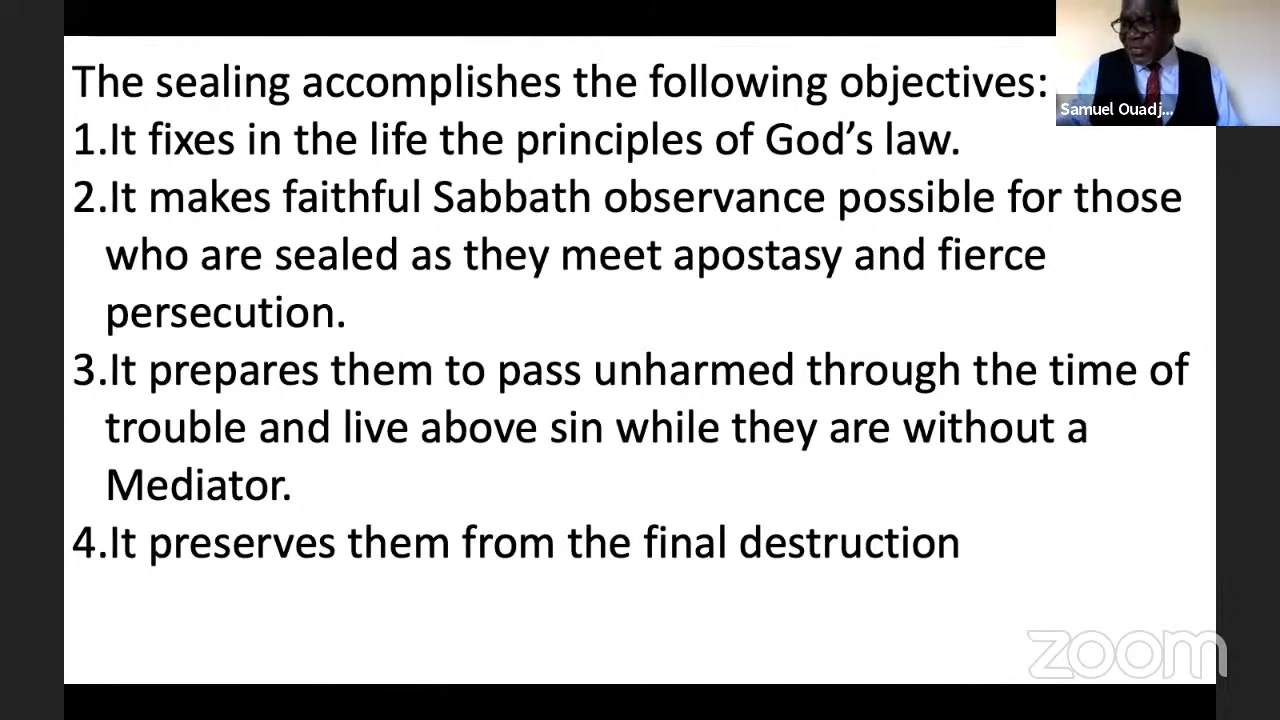 The sealing accomplishes the following objectives:
Samuel Ouadj...
1.It fixes in the life the principles of God’s law.
2.It makes faithful Sabbath observance possible for those
who are sealed as they meet apostasy and fierce
persecution.
3.It prepares them to pass unharmed through the time of
trouble and live above sin while they are without a
Mediator.
4.It preserves them from the final destruction
zoom